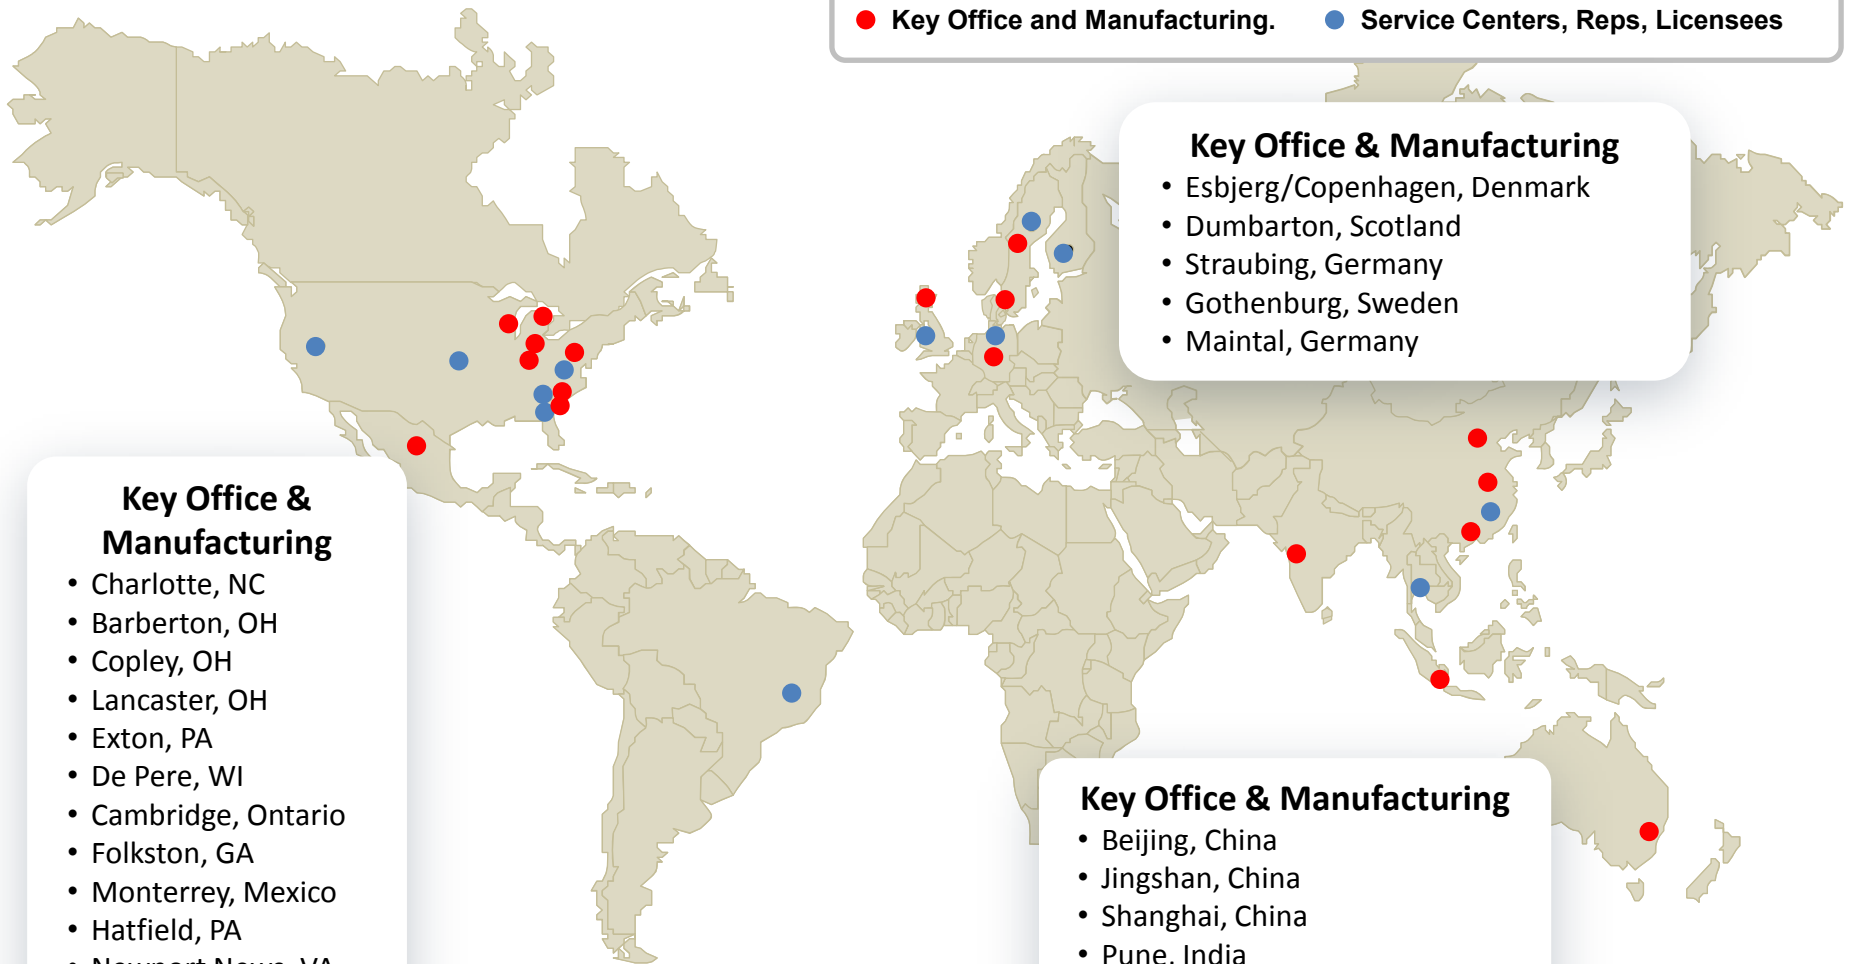 Key Office and Manufacturing.
Service Centers, Reps, Licensees
Key Office & Manufacturing
• Esbjerg/Copenhagen, Denmark
• Dumbarton, Scotland
• Straubing, Germany
• Gothenburg, Sweden
• Maintal, Germany
Key Office &
Manufacturing
• Charlotte, NC
• Barberton, OH
• Copley, OH
• Lancaster, OH
• Exton, PA
• De Pere, WI
• Cambridge, Ontario
• Folkston, GA
• Monterrey, Mexico
• Hatfield, PA
• Newport News, VA
Key Office & Manufacturing
• Beijing, China
• Jingshan, China
• Shanghai, China
• Pune, India